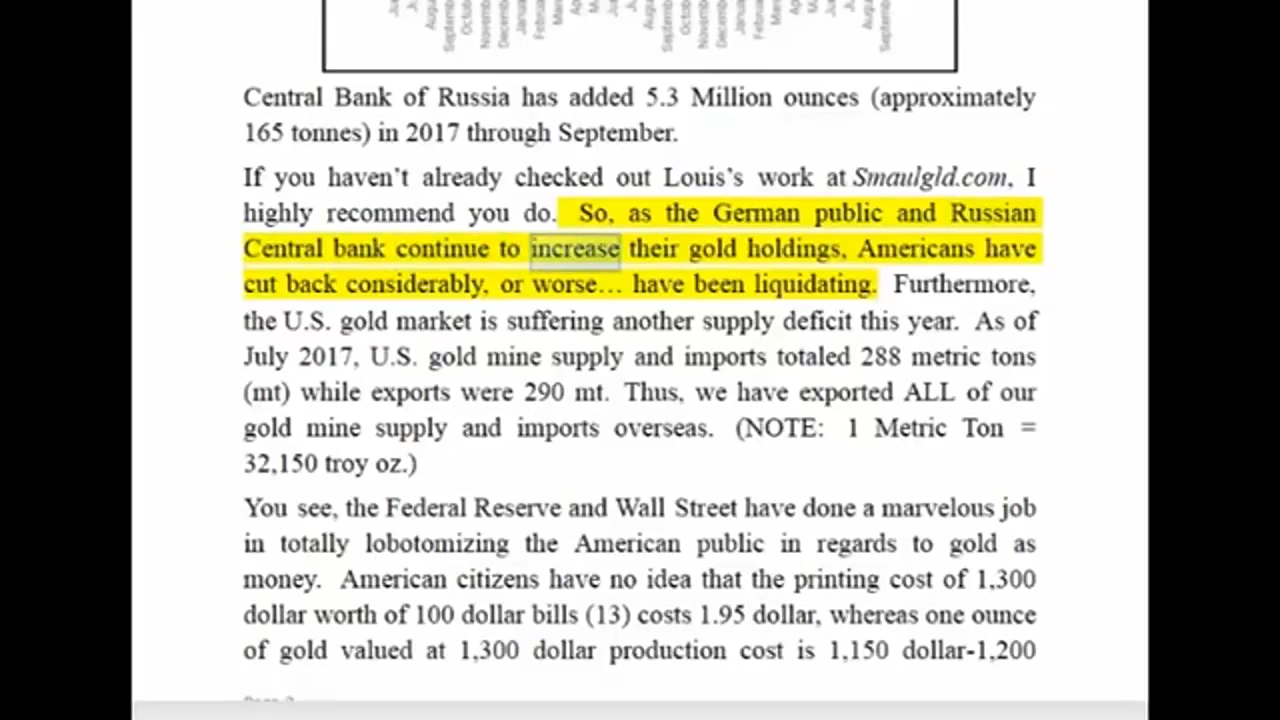 Central Bank of Russia has added 5.3 Million ounces (approximately
165 tonnes) in 2017 through September.
If you haven't already checked out Louis's work at Smaulgld.com, I
highly recommend you do. So, as the German public and Russian
Central bank continue to increase their gold holdings, Americans have
cut back considerably, or worse… have been liquidating. Furthermore,
the U.S. gold market is suffering another supply deficit this year. As of
July 2017, U.S. gold mine supply and imports totaled 288 metric tons
(mt) while exports were 290 mt. Thus, we have exported ALL of our
gold mine supply and imports overseas. (NOTE: 1 Metric Ton =
32,150 troy oz.)
You see, the Federal Reserve and Wall Street have done a marvelous job
in totally lobotomizing the American public in regards to gold as
money. American citizens have no idea that the printing cost of 1,300
dollar worth of 100 dollar bills (13) costs 1.95 dollar, whereas one ounce
of gold valued at 1,300 dollar production cost is 1,150 dollar-1,200